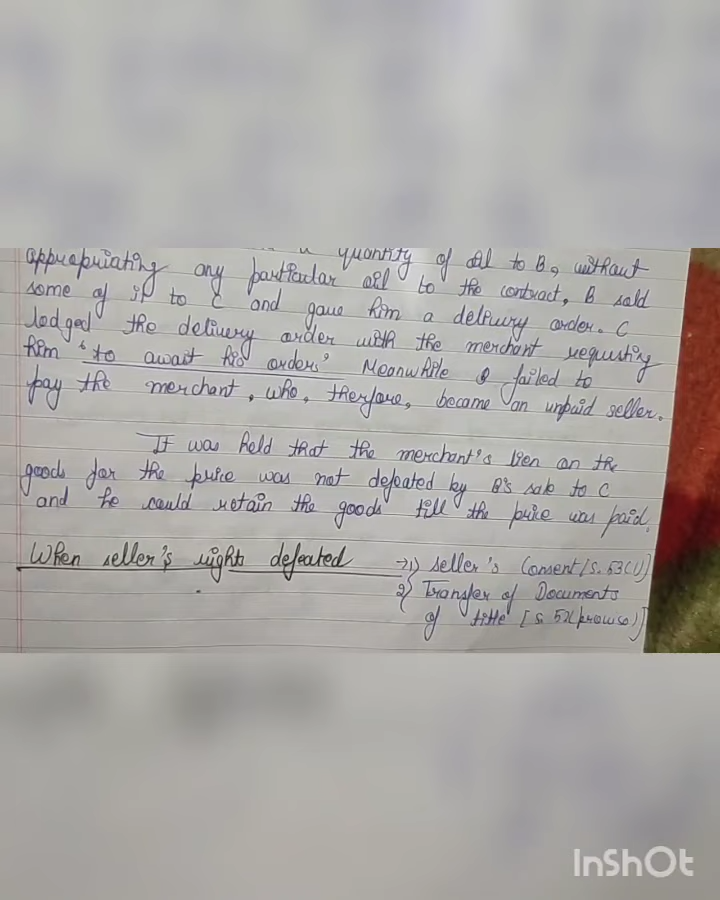 quantity of oil to B, without
appropriating any particular oil to the contract, B sold
some of it to C and gave him a delivery order. C
lodged the delivery order with the merchant requesting
him 'to await his orders' Meanwhile failed to
pay the merchant, who, therefore, became an unpaid seller.
It was held that the merchant's lien on the
goods for the price was not defeated by B's sale to C
and he could retain the goods till the price was paid.
When seller's rights defeated → 1) seller's Consent [S. 53(1)]
2) Transfer of Documents
of title [S. 53(proviso)]
InShOt